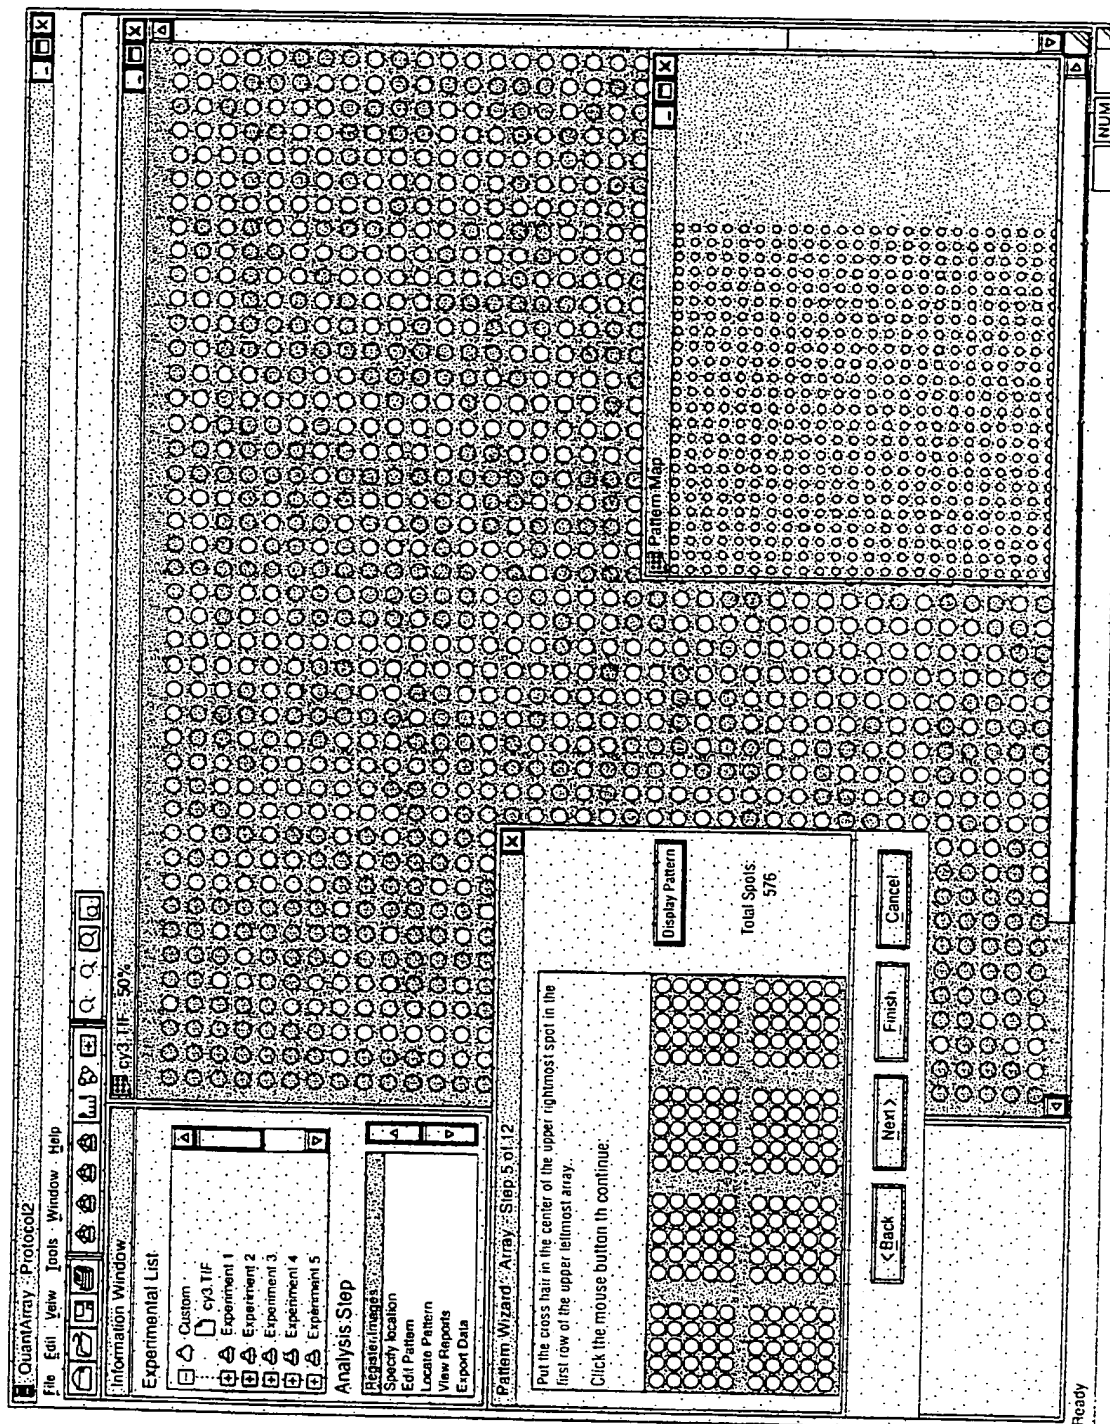 QuantArray - Protocol2
File Edit Veiw Tools Window Help
Information Window
Experimental List
Custom
cy3.TIF
Experiment 1
Experiment 2
Experiment 3
Experiment 4
Experiment 5
Analysis Step
Register Images
Specify location
Edit Pattern
Locate Pattern
View Reports
Export Data
cy3.TIF 50%
Pattern Wizard - Array - Step 5 of 12
Put the cross hair in the center of the upper rightmost spot in the
first row of the upper leftmost array.
Click the mouse button th continue.
Display Pattern
Total Spots:
576
< Back
Next >
Finish
Cancel
Pattern Map
Ready
NUM